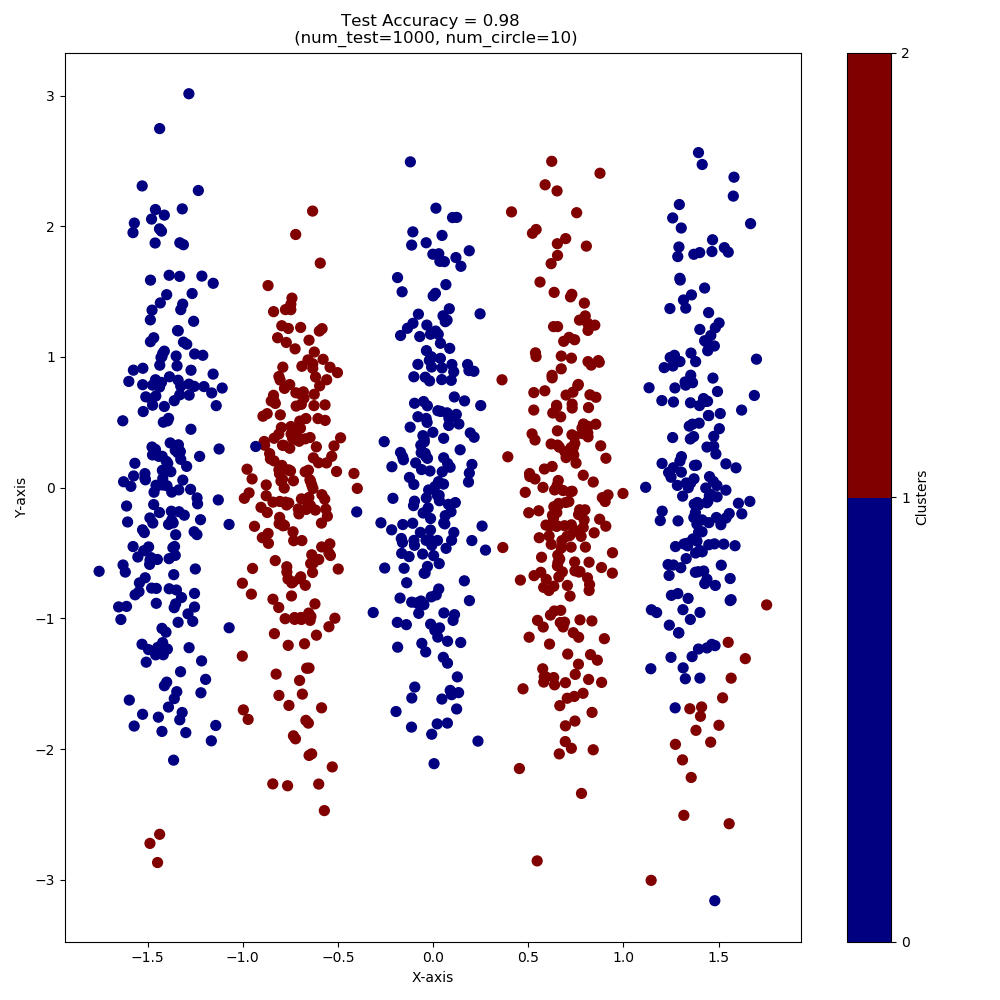 Test Accuracy = 0.98
(num_test=1000, num_circle=10)
3
2
1
0
−1
−2
−3
Y-axis
−1.5 −1.0 −0.5 0.0 0.5 1.0 1.5
X-axis
2
1
0
Clusters